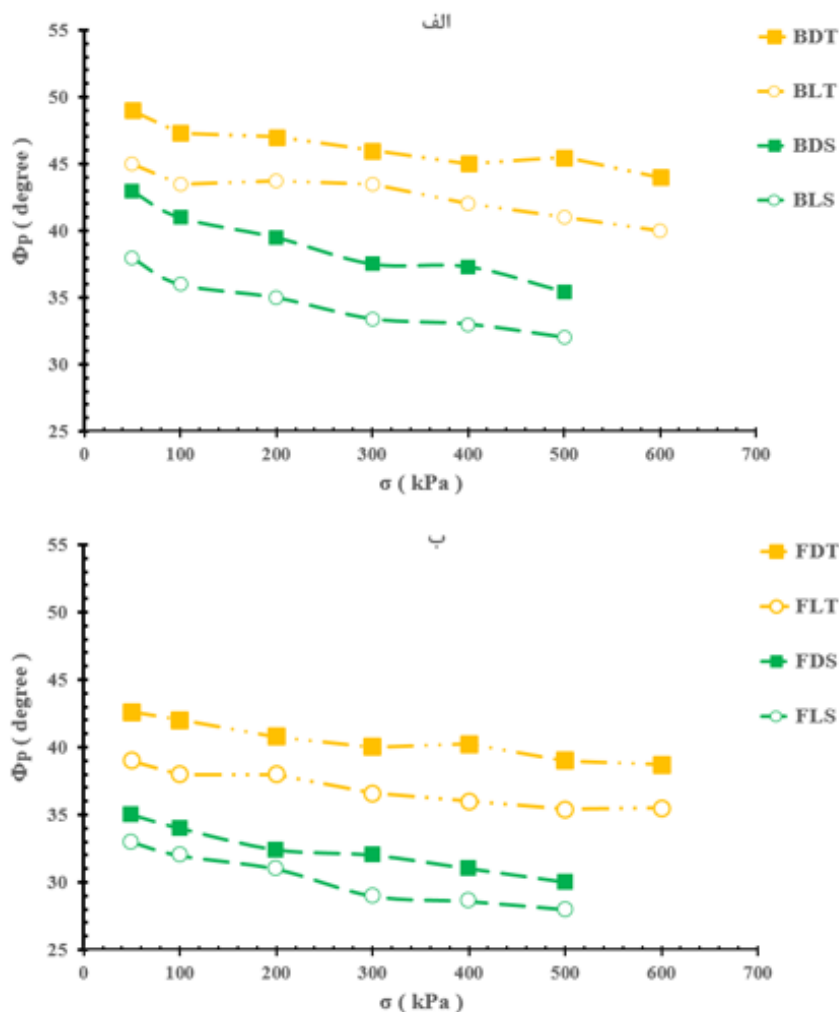 الف
55
50
45
40
35
30
25
Φp ( degree )
0 100 200 300 400 500 600 700
σ ( kPa )
BDT
BLT
BDS
BLS
ب
55
50
45
40
35
30
25
Φp ( degree )
0 100 200 300 400 500 600 700
σ ( kPa )
FDT
FLT
FDS
FLS